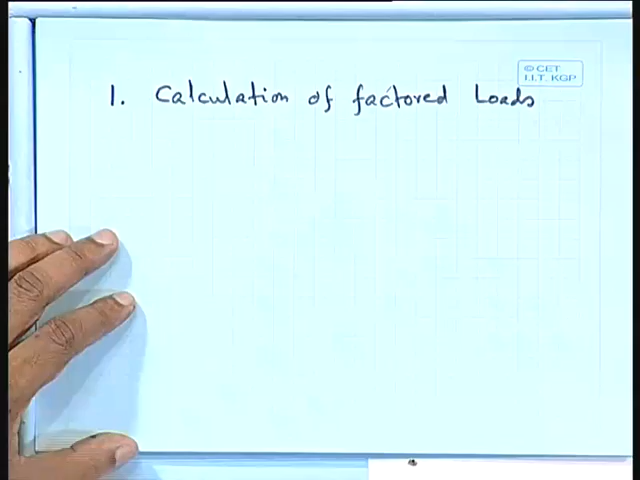 © CET
I.I.T. KGP
1. Calculation of factored Loads